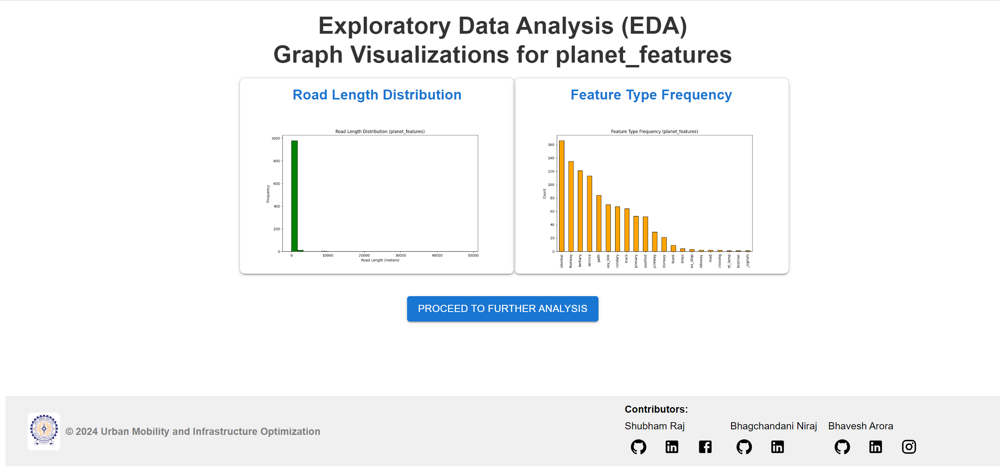 Exploratory Data Analysis (EDA)
Graph Visualizations for planet_features
Road Length Distribution
Road Length Distribution (planet_features)
Frequency
1000
800
600
400
200
0
0 10000 20000 30000 40000 50000
Road Length (meters)
Feature Type Frequency
Feature Type Frequency (planet_features)
Count
160
140
120
100
80
60
40
20
0
idential
footway
tertiary
service
path
way_link
condary
track
primary
assified
ycleway
otorway
trunk
steps
us_stop
ideway
road
crossing
et_lamp
destrian
_signals
PROCEED TO FURTHER ANALYSIS
© 2024 Urban Mobility and Infrastructure Optimization
Contributors:
Shubham Raj Bhagchandani Niraj Bhavesh Arora